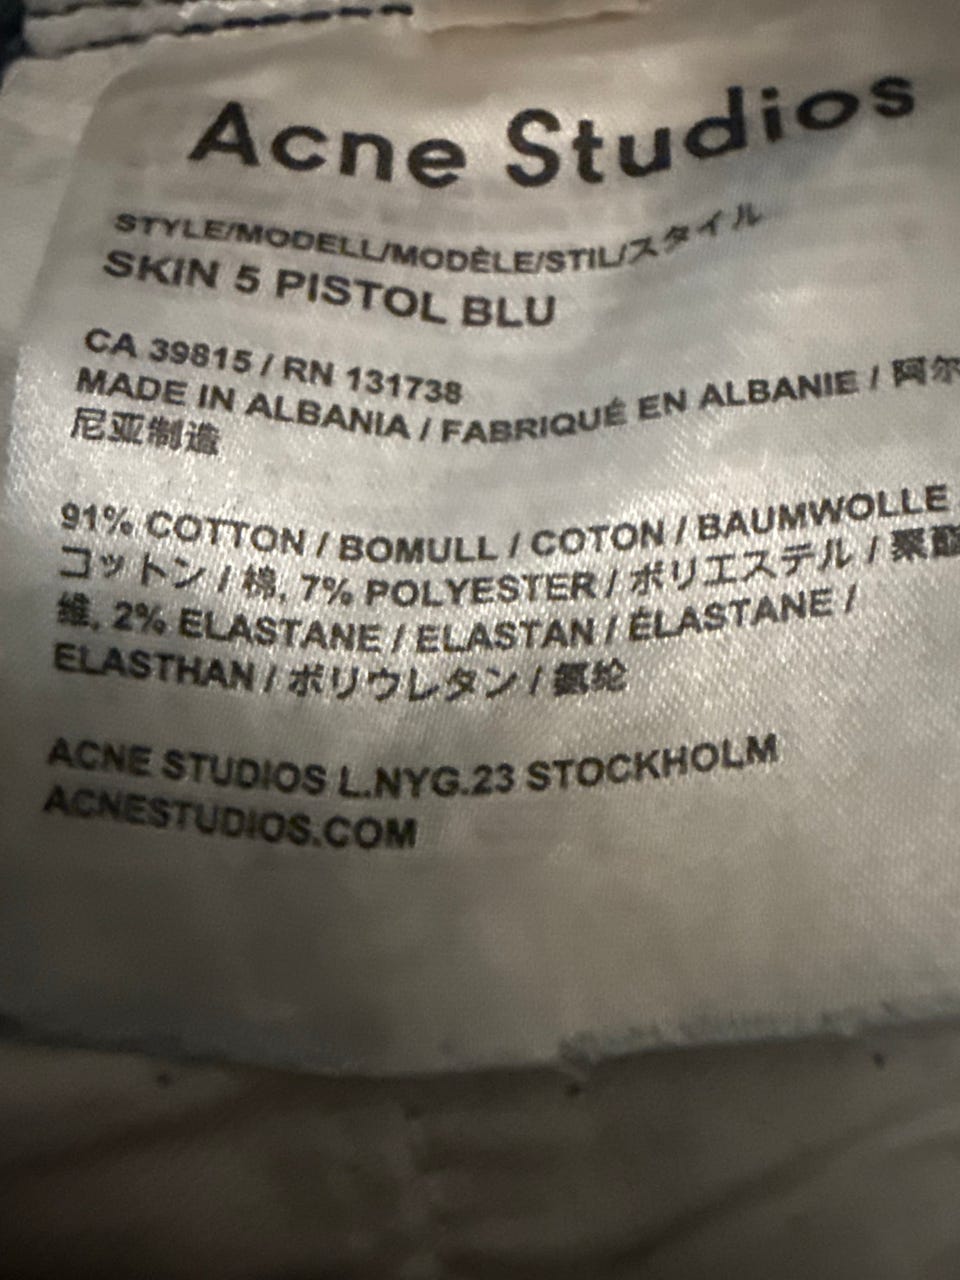 Acne Studios
STYLE/MODELL/MODÈLE/STIL/スタイル
SKIN 5 PISTOL BLU
CA 39815 / RN 131738
MADE IN ALBANIA / FABRIQUÉ EN ALBANIE / 阿尔
尼亚制造
91% COTTON / BOMULL / COTON / BAUMWOLLE
コットン / 棉, 7% POLYESTER / ポリエステル / 聚酯
维, 2% ELASTANE / ELASTAN / ÉLASTANE /
ELASTHAN / ポリウレタン / 氨纶
ACNE STUDIOS L.NYG.23 STOCKHOLM
ACNESTUDIOS.COM